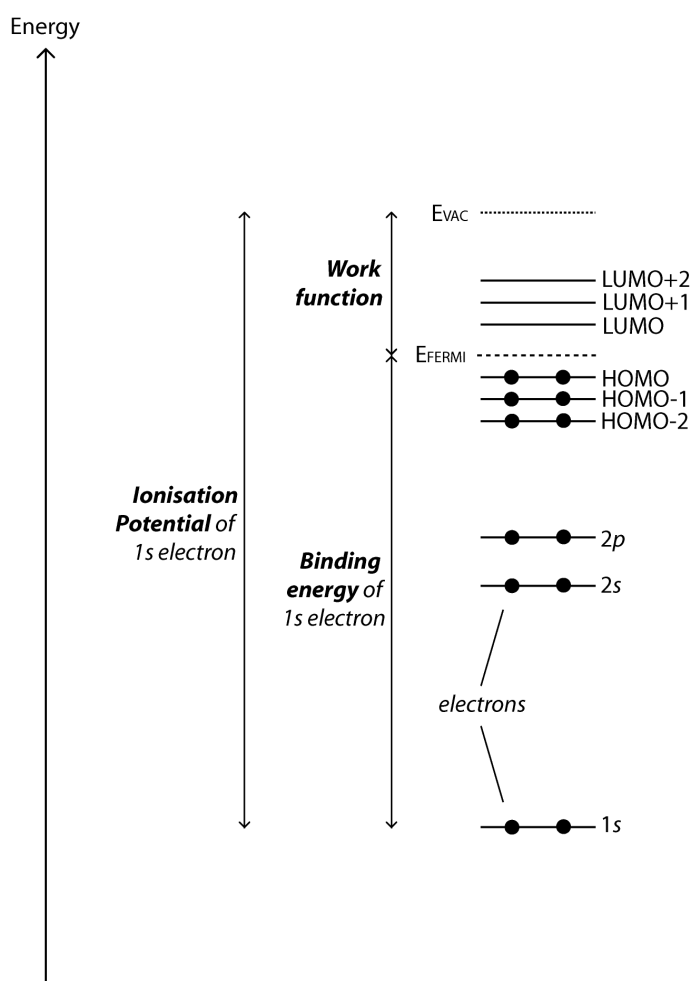 Energy
EVAC
Work
function
LUMO+2
LUMO+1
LUMO
EFERMI
HOMO
HOMO-1
HOMO-2
Ionisation
Potential of
1s electron
Binding
energy of
1s electron
2p
2s
electrons
1s